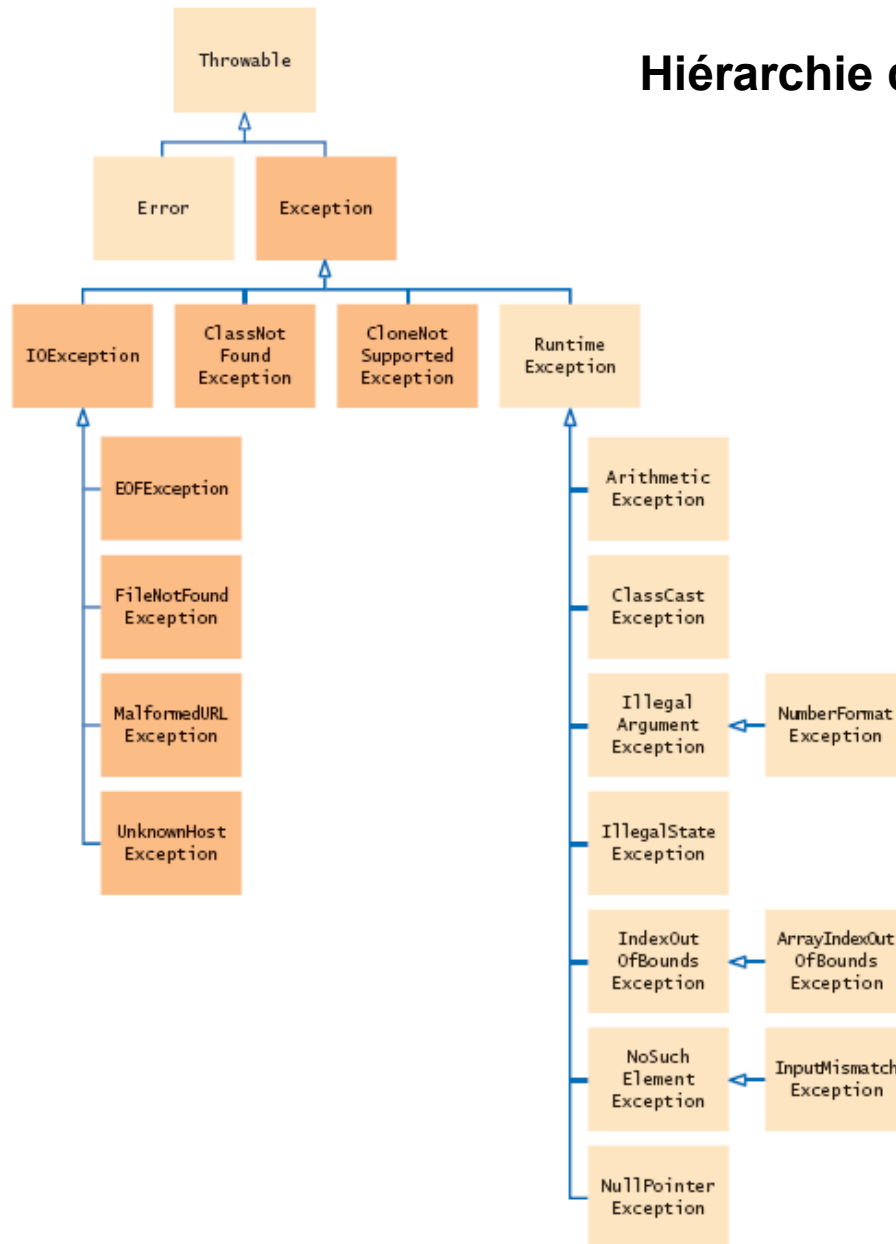 Throwable
Hiérarchie d
Error
Exception
IOException
ClassNot
Found
Exception
CloneNot
Supported
Exception
Runtime
Exception
EOFException
FileNotFound
Exception
MalformedURL
Exception
UnknownHost
Exception
Arithmetic
Exception
ClassCast
Exception
Illegal
Argument
Exception
NumberFormat
Exception
IllegalState
Exception
IndexOut
OfBounds
Exception
ArrayIndexOut
OfBounds
Exception
NoSuch
Element
Exception
InputMismatch
Exception
NullPointer
Exception